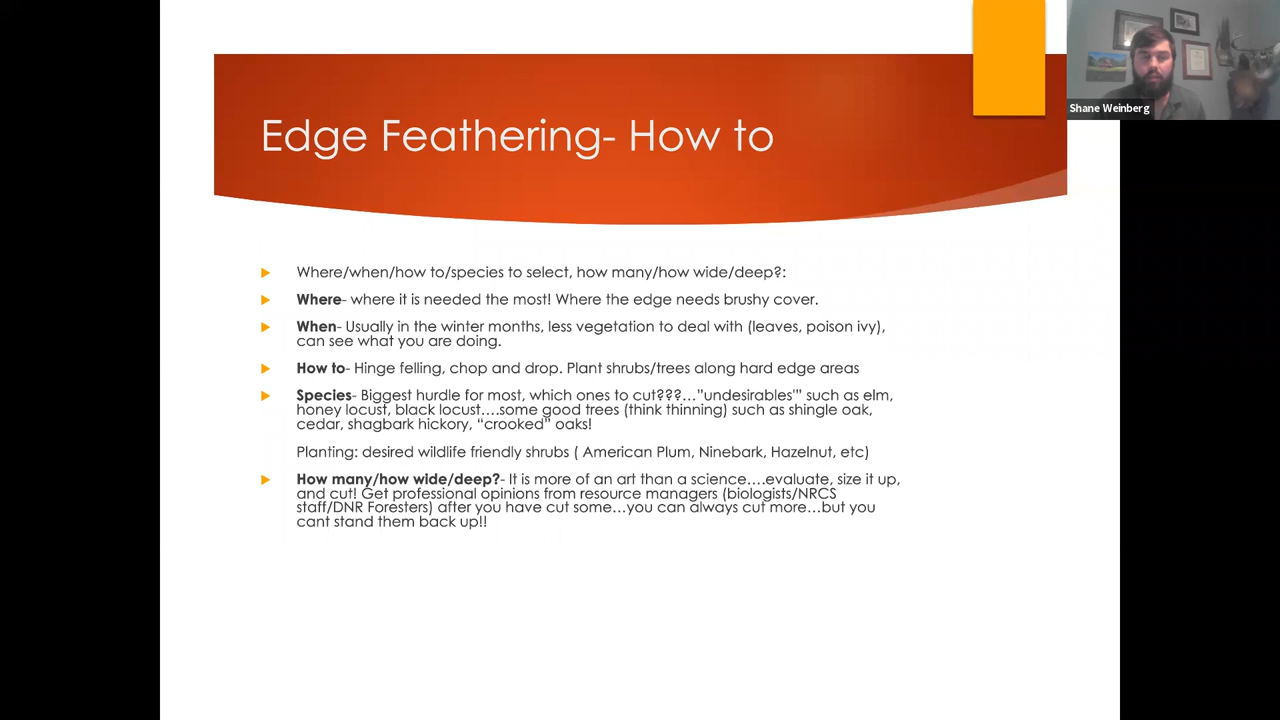 Edge Feathering- How to
Shane Weinberg
Where/when/how to/species to select, how many/how wide/deep?:
Where- where it is needed the most! Where the edge needs brushy cover.
When- Usually in the winter months, less vegetation to deal with (leaves, poison ivy),
can see what you are doing.
How to- Hinge felling, chop and drop. Plant shrubs/trees along hard edge areas
Species- Biggest hurdle for most, which ones to cut???…"undesirables'" such as elm,
honey locust, black locust….some good trees (think thinning) such as shingle oak,
cedar, shagbark hickory, “crooked” oaks!
Planting: desired wildlife friendly shrubs ( American Plum, Ninebark, Hazelnut, etc)
How many/how wide/deep?- It is more of an art than a science….evaluate, size it up,
and cut! Get professional opinions from resource managers (biologists/NRCS
staff/DNR Foresters) after you have cut some…you can always cut more…but you
cant stand them back up!!